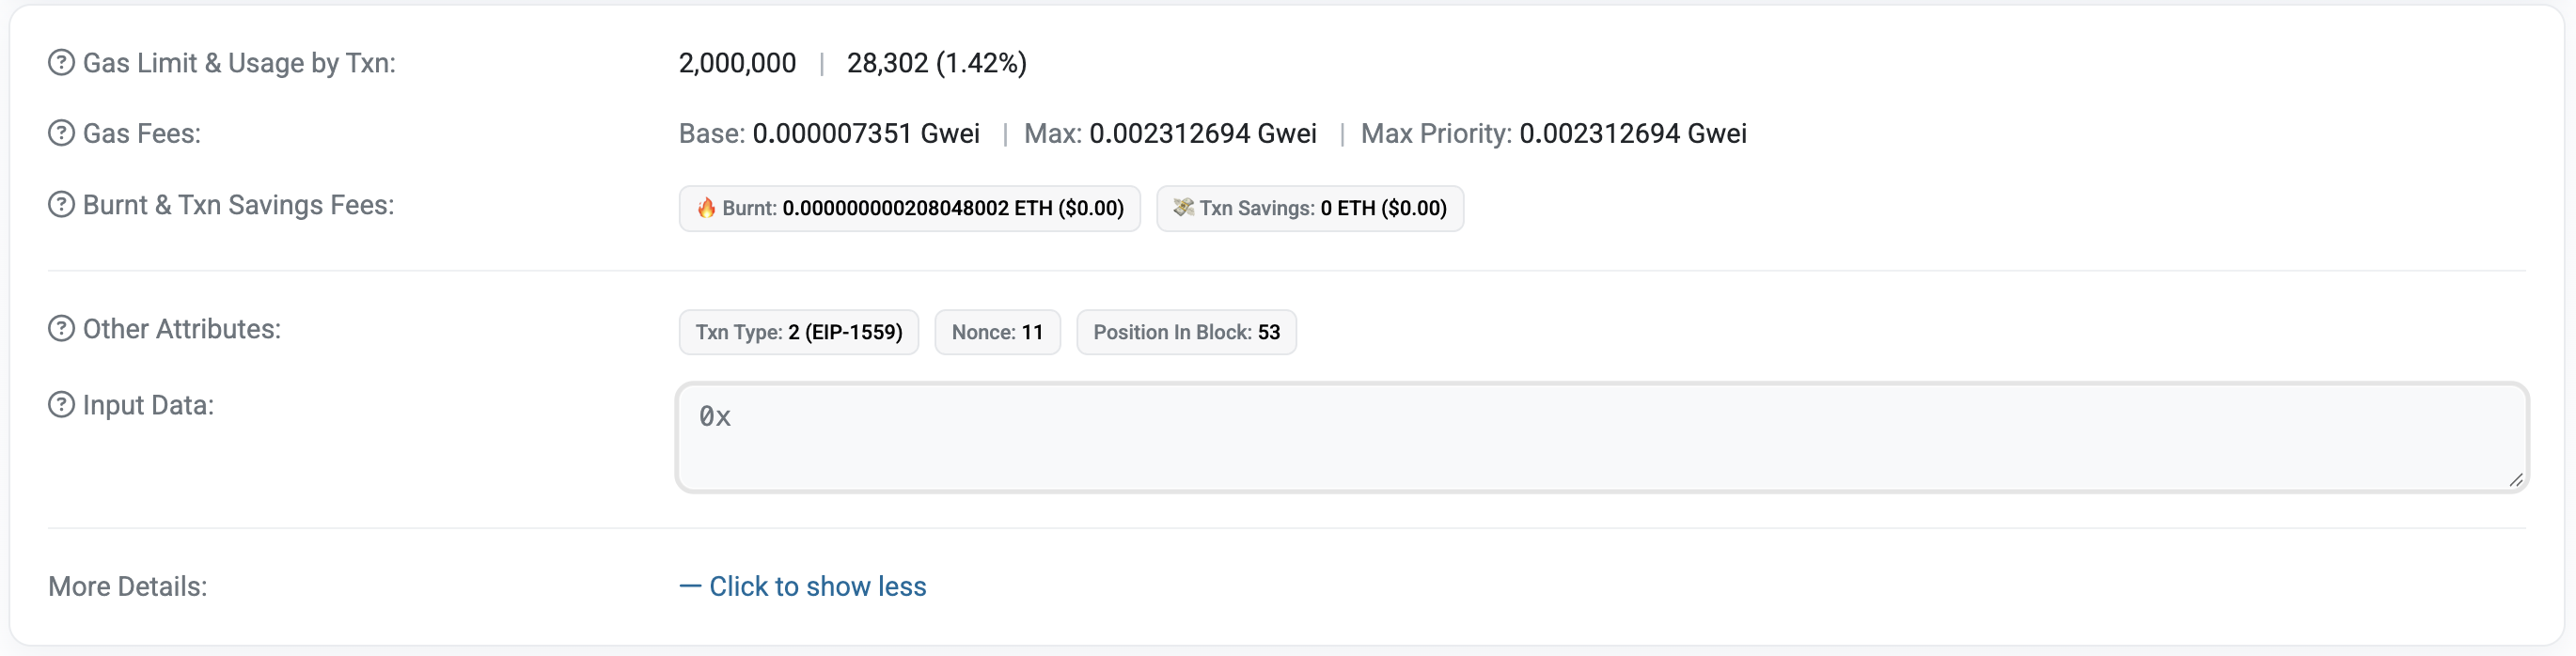 Gas Limit & Usage by Txn: 2,000,000 | 28,302 (1.42%)
Gas Fees: Base: 0.000007351 Gwei | Max: 0.002312694 Gwei | Max Priority: 0.002312694 Gwei
Burnt & Txn Savings Fees: 🔥 Burnt: 0.000000000208048002 ETH ($0.00) 💸 Txn Savings: 0 ETH ($0.00)
Other Attributes: Txn Type: 2 (EIP-1559) Nonce: 11 Position In Block: 53
Input Data: 0x
More Details: — Click to show less